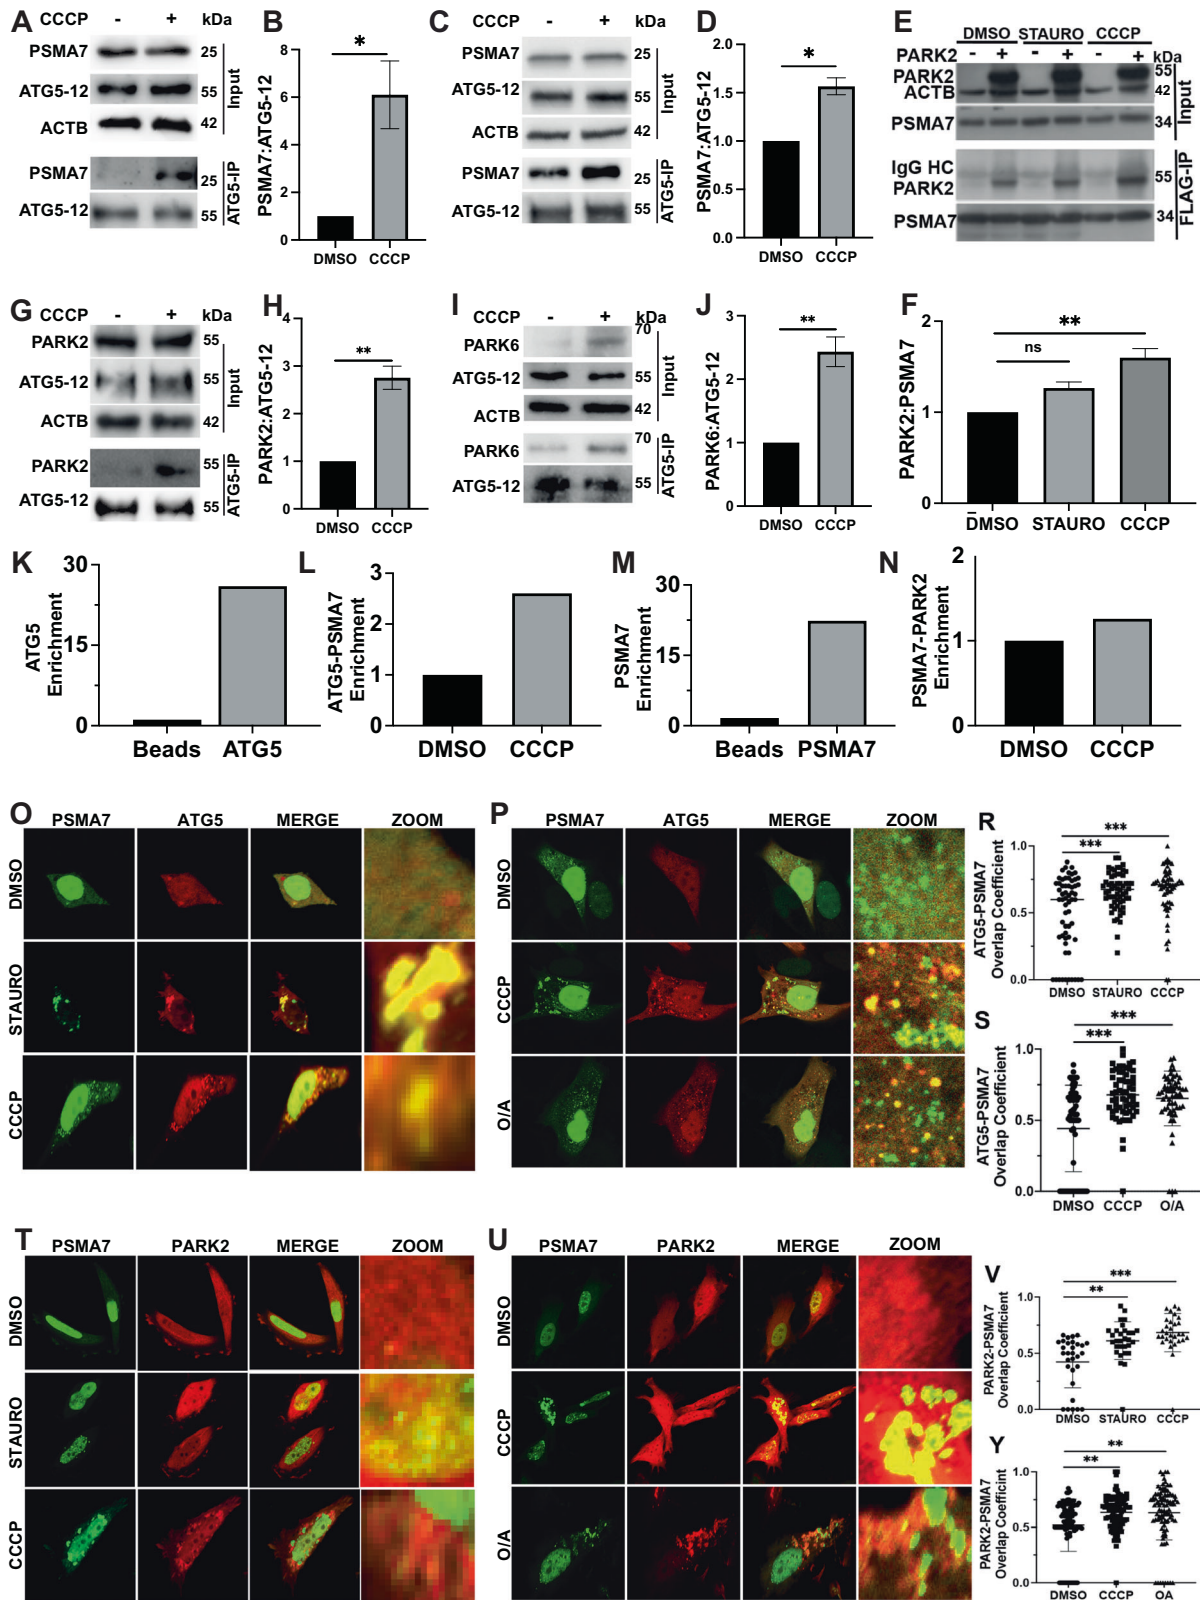 A
CCCP - + kDa
PSMA7 25
ATG5-12 55
ACTB 42
Input
PSMA7 25
ATG5-12 55
ATG5-IP
B
PSMA7:ATG5-12
8
6
4
2
0
*
DMSO CCCP
C
CCCP - + kDa
PSMA7 25
ATG5-12 55
ACTB 42
Input
PSMA7 25
ATG5-12 55
ATG5-IP
D
PSMA7:ATG5-12
2.0
1.5
1.0
0.5
0.0
*
DMSO CCCP
E
DMSO STAURO CCCP
PARK2 - + - + - + kDa
PARK2 55
ACTB 42
PSMA7 34
Input
IgG HC 55
PARK2
PSMA7 34
FLAG-IP
G
CCCP - + kDa
PARK2 55
ATG5-12 55
ACTB 42
Input
PARK2 55
ATG5-12 55
ATG5-IP
H
PARK2:ATG5-12
4
3
2
1
0
**
DMSO CCCP
I
CCCP - + kDa
70
PARK6
ATG5-12 55
ACTB 42
Input
PARK6 70
ATG5-12 55
ATG5-IP
J
PARK6:ATG5-12
3
2
1
0
**
DMSO CCCP
F
PARK2:PSMA7
2
1
0
**
ns
DMSO STAURO CCCP
K
ATG5
Enrichment
30
15
0
Beads ATG5
L
ATG5-PSMA7
Enrichment
3
2
1
0
DMSO CCCP
M
PSMA7
Enrichment
30
15
0
Beads PSMA7
N
PSMA7-PARK2
Enrichment
2
1
0
DMSO CCCP
O
PSMA7 ATG5 MERGE ZOOM
DMSO
STAURO
CCCP
P
PSMA7 ATG5 MERGE ZOOM
DMSO
CCCP
O/A
R
ATG5-PSMA7
Overlap Coefficient
1.0
0.5
0.0
***
***
DMSO STAURO CCCP
S
ATG5-PSMA7
Overlap Coefficient
1.0
0.5
0.0
***
***
DMSO CCCP O/A
T
PSMA7 PARK2 MERGE ZOOM
DMSO
STAURO
CCCP
U
PSMA7 PARK2 MERGE ZOOM
DMSO
CCCP
O/A
V
PARK2-PSMA7
Overlap Coefficient
1.0
0.5
0.0
***
**
DMSO STAURO CCCP
Y
PARK2-PSMA7
Overlap Coefficint
1.0
0.5
0.0
**
**
DMSO CCCP OA